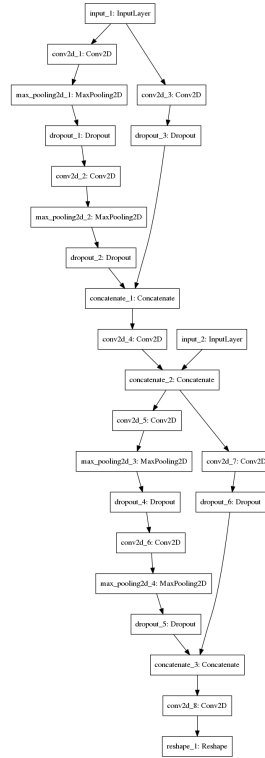 input_1: InputLayer
conv2d_1: Conv2D
max_pooling2d_1: MaxPooling2D
conv2d_3: Conv2D
dropout_1: Dropout
dropout_3: Dropout
conv2d_2: Conv2D
max_pooling2d_2: MaxPooling2D
dropout_2: Dropout
concatenate_1: Concatenate
conv2d_4: Conv2D
input_2: InputLayer
concatenate_2: Concatenate
conv2d_5: Conv2D
max_pooling2d_3: MaxPooling2D
conv2d_7: Conv2D
dropout_4: Dropout
dropout_6: Dropout
conv2d_6: Conv2D
max_pooling2d_4: MaxPooling2D
dropout_5: Dropout
concatenate_3: Concatenate
conv2d_8: Conv2D
reshape_1: Reshape